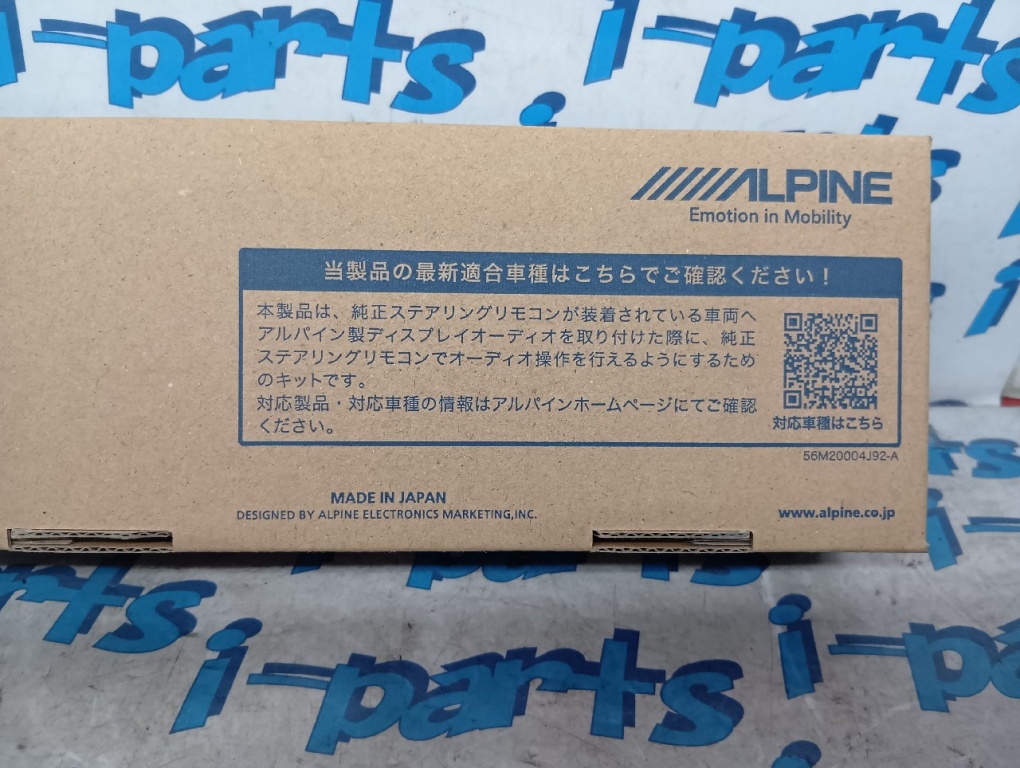 i-parts i-parts
ALPINE
Emotion in Mobility
当製品の最新適合車種はこちらでご確認ください！
本製品は、純正ステアリングリモコンが装着されている車両へ
アルパイン製ディスプレイオーディオを取り付けた際に、純正
ステアリングリモコンでオーディオ操作を行えるようにするため
のキットです。
対応製品・対応車種の情報はアルパインホームページにてご確認
ください。
対応車種はこちら
56M20004J92-A
MADE IN JAPAN
DESIGNED BY ALPINE ELECTRONICS MARKETING,INC.
www.alpine.co.jp
i-parts